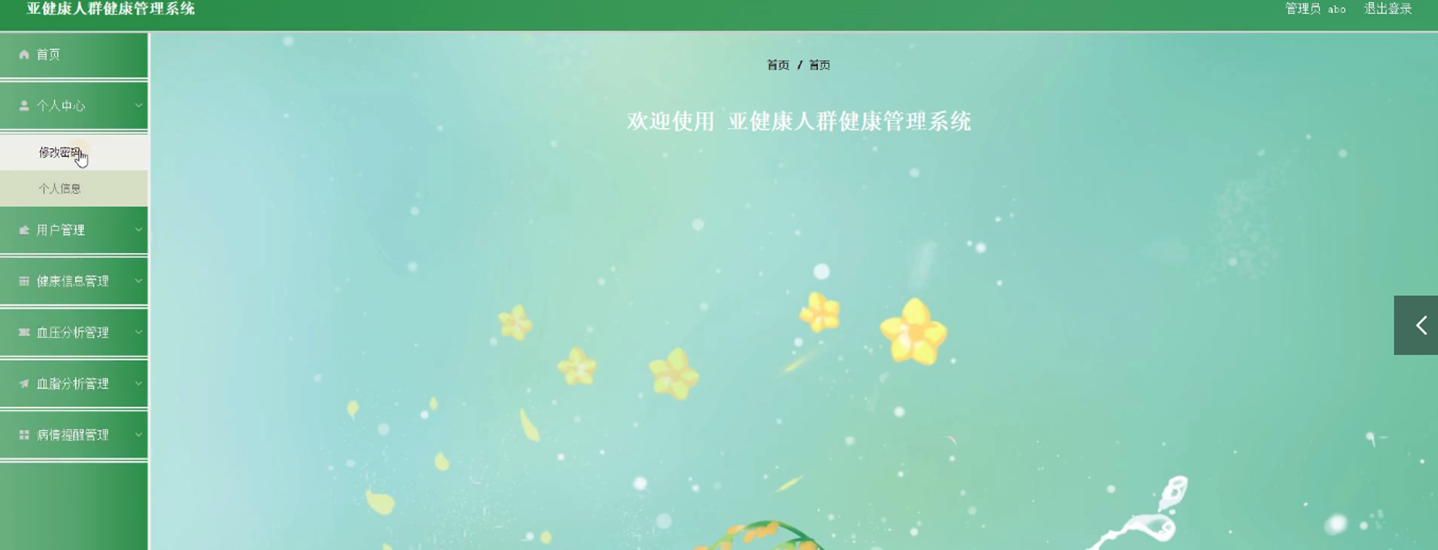 亚健康人群健康管理系统
管理员 abo 退出登录
首页
个人中心
修改密码
个人信息
用户管理
健康信息管理
血压分析管理
血脂分析管理
病情提醒管理
首页 / 首页
欢迎使用 亚健康人群健康管理系统